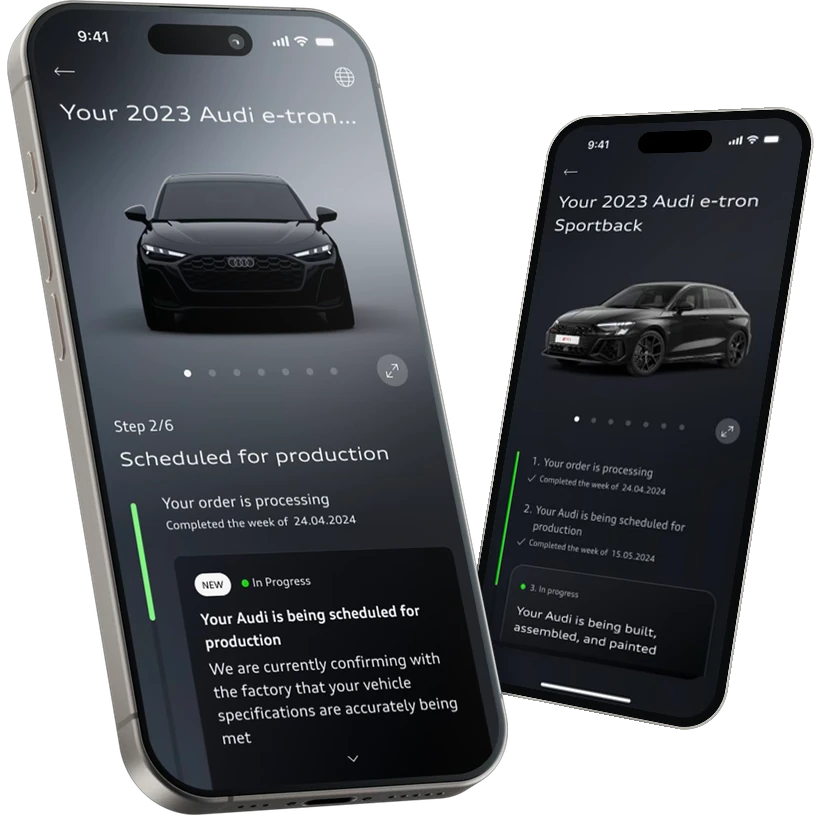 9:41
Your 2023 Audi e-tron...
Step 2/6
Scheduled for production
Your order is processing
Completed the week of 24.04.2024
NEW
In Progress
Your Audi is being scheduled for
production
We are currently confirming with
the factory that your vehicle
specifications are accurately being
met
9:41
Your 2023 Audi e-tron
Sportback
1. Your order is processing
Completed the week of 24.04.2024
2. Your Audi is being scheduled for
production
Completed the week of 15.05.2024
3. In progress
Your Audi is being built,
assembled, and painted